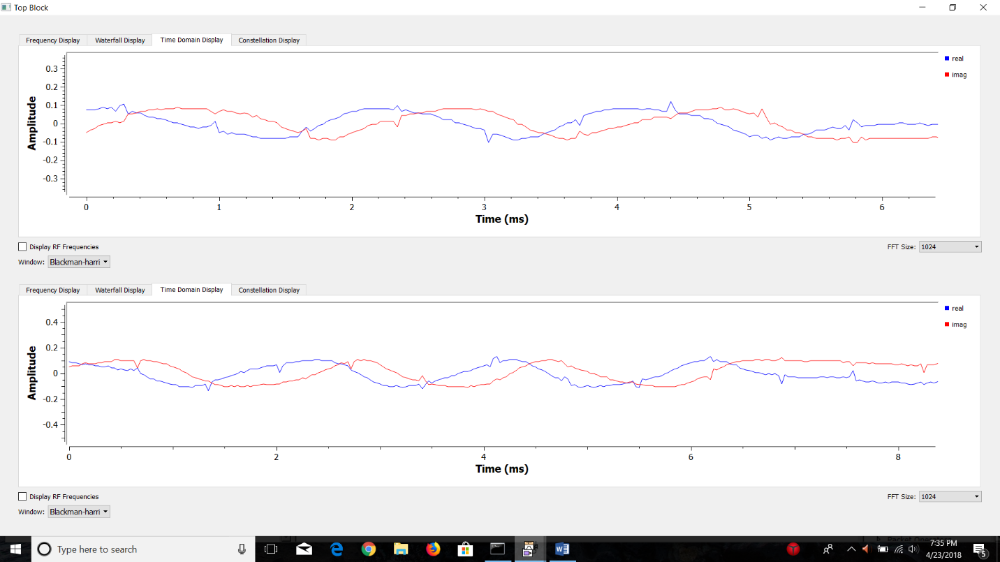 Top Block
Frequency Display Waterfall Display Time Domain Display Constellation Display
Amplitude
0.3
0.2
0.1
0
-0.1
-0.2
-0.3
real
imag
0 1 2 3 4 5 6
Time (ms)
Display RF Frequencies
FFT Size: 1024
Window: Blackman-harri
Frequency Display Waterfall Display Time Domain Display Constellation Display
Amplitude
0.4
0.2
0
-0.2
-0.4
real
imag
0 2 4 6 8
Time (ms)
Display RF Frequencies
FFT Size: 1024
Window: Blackman-harri
Type here to search
7:35 PM
4/23/2018
5